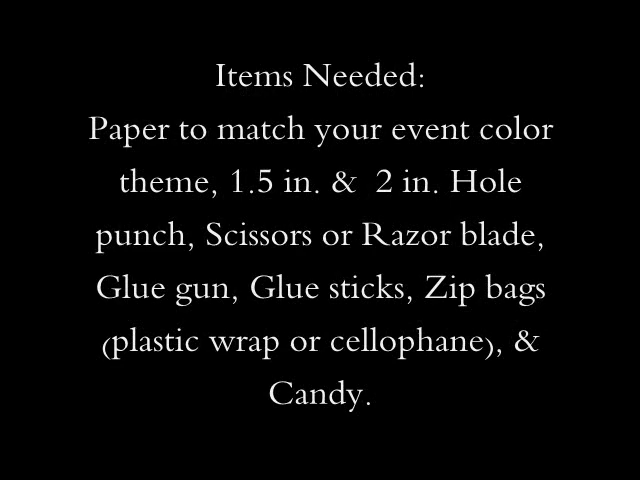 Items Needed:
Paper to match your event color
theme, 1.5 in. &  2 in. Hole
punch, Scissors or Razor blade,
Glue gun, Glue sticks, Zip bags
(plastic wrap or cellophane), &
Candy.